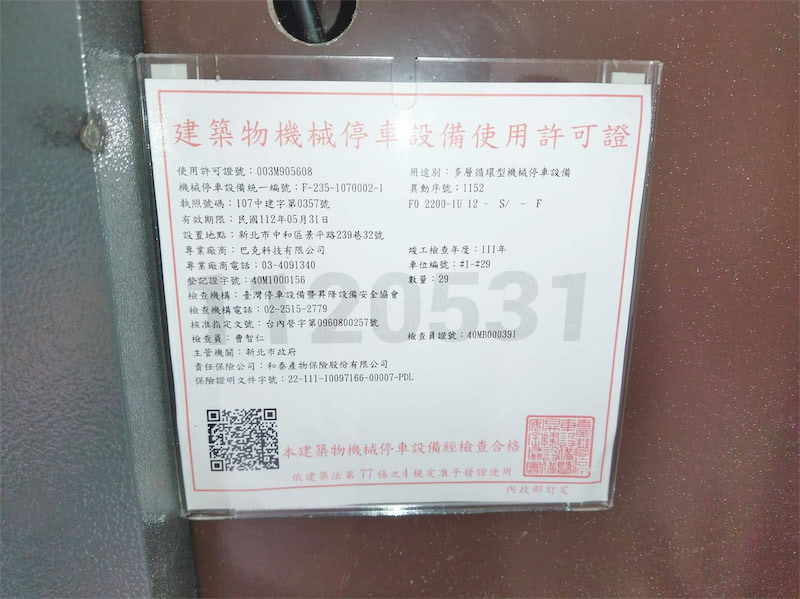 建築物機械停車設備使用許可證
使用許可證號：003M905608
用途別：多層循環型機械停車設備
機械停車設備統一編號：F-235-1070002-1
異動序號：1152
執照號碼：107中建字第0357號
F0 2200-1U 12 - S/ - F
有效期限：民國112年05月31日
設置地點：新北市中和區景平路239巷32號
專業廠商：巴克科技有限公司
竣工檢查年度：111年
專業廠商電話：03-4091340
車位編號：#1-#29
登記證字號：40M1000156
數量：29
檢查機構：臺灣停車設備暨昇降設備安全協會
檢查機構電話：02-2515-2779
核准指定文號：台內營字第0960800257號
檢查員：曹智仁
檢查員證號：40MB000391
主管機關：新北市政府
責任保險公司：和泰產物保險股份有限公司
保險證明文件字號：22-111-10097166-00007-PDL
1120531
本建築物機械停車設備經檢查合格
依建築法第77條之4規定准予發證使用
內政部訂定